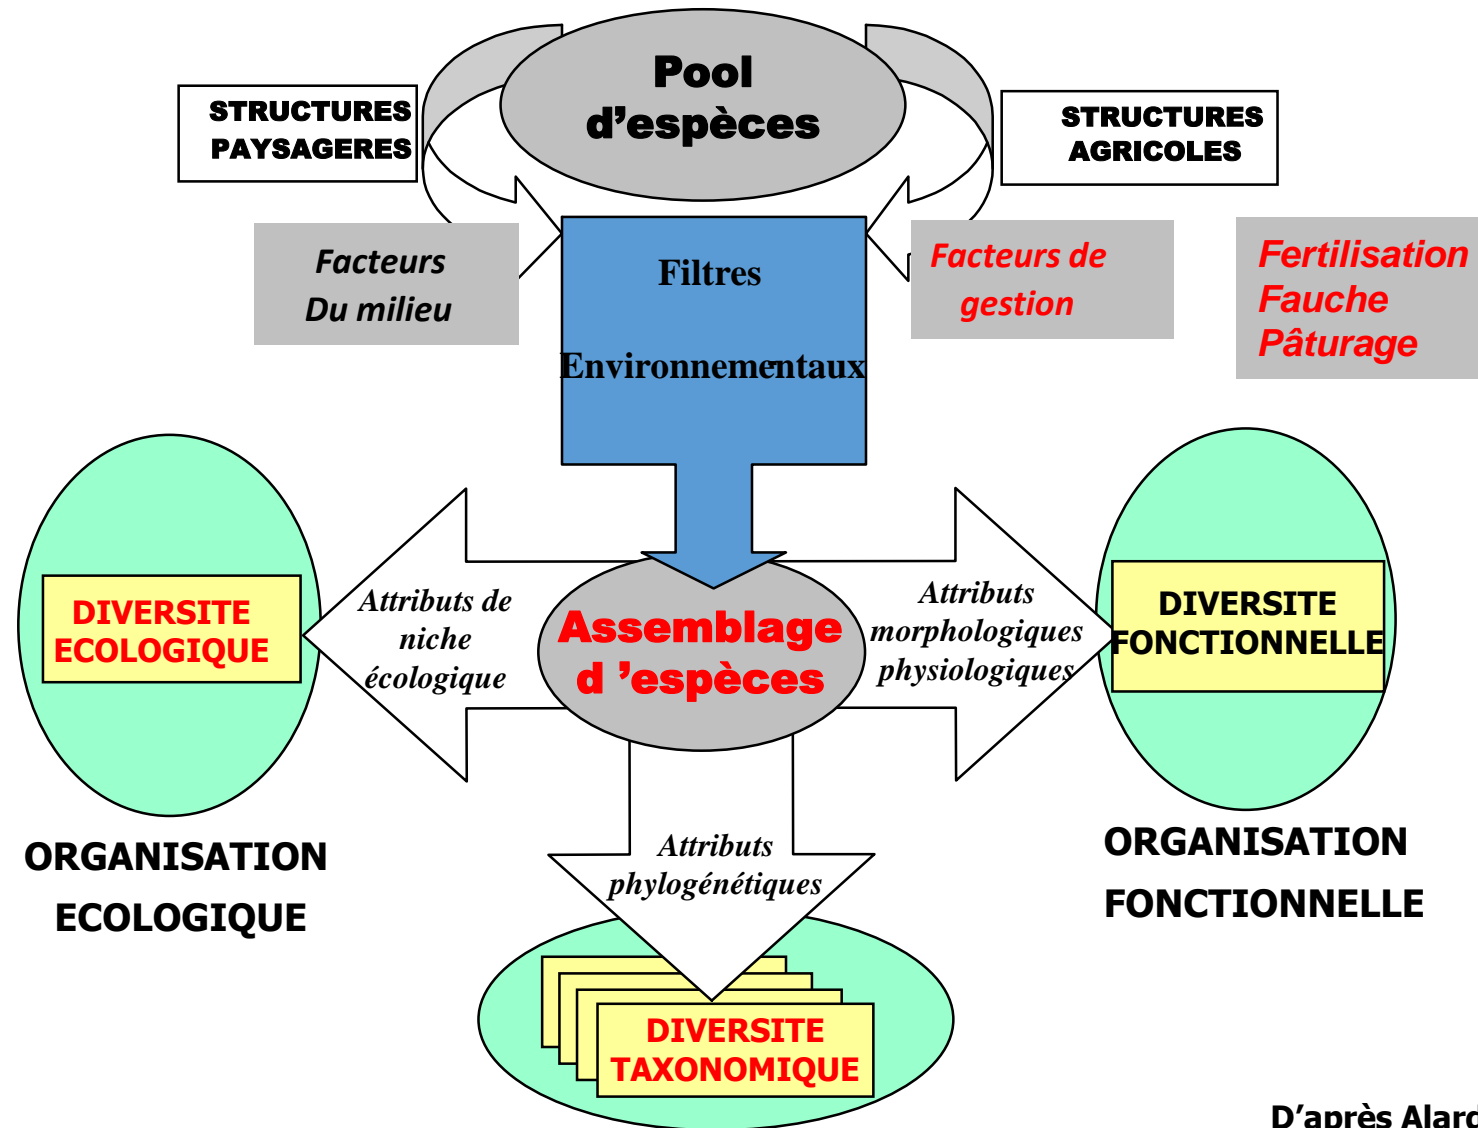 Pool
d'espèces
STRUCTURES
PAYSAGERES
STRUCTURES
AGRICOLES
Facteurs
Du milieu
Filtres
Environnementaux
Facteurs de
gestion
Fertilisation
Fauche
Pâturage
DIVERSITE
ECOLOGIQUE
Attributs de
niche
écologique
Assemblage
d ’espèces
Attributs
morphologiques
physiologiques
DIVERSITE
FONCTIONNELLE
ORGANISATION
ECOLOGIQUE
ORGANISATION
FONCTIONNELLE
Attributs
phylogénétiques
DIVERSITE
TAXONOMIQUE
D’après Alard